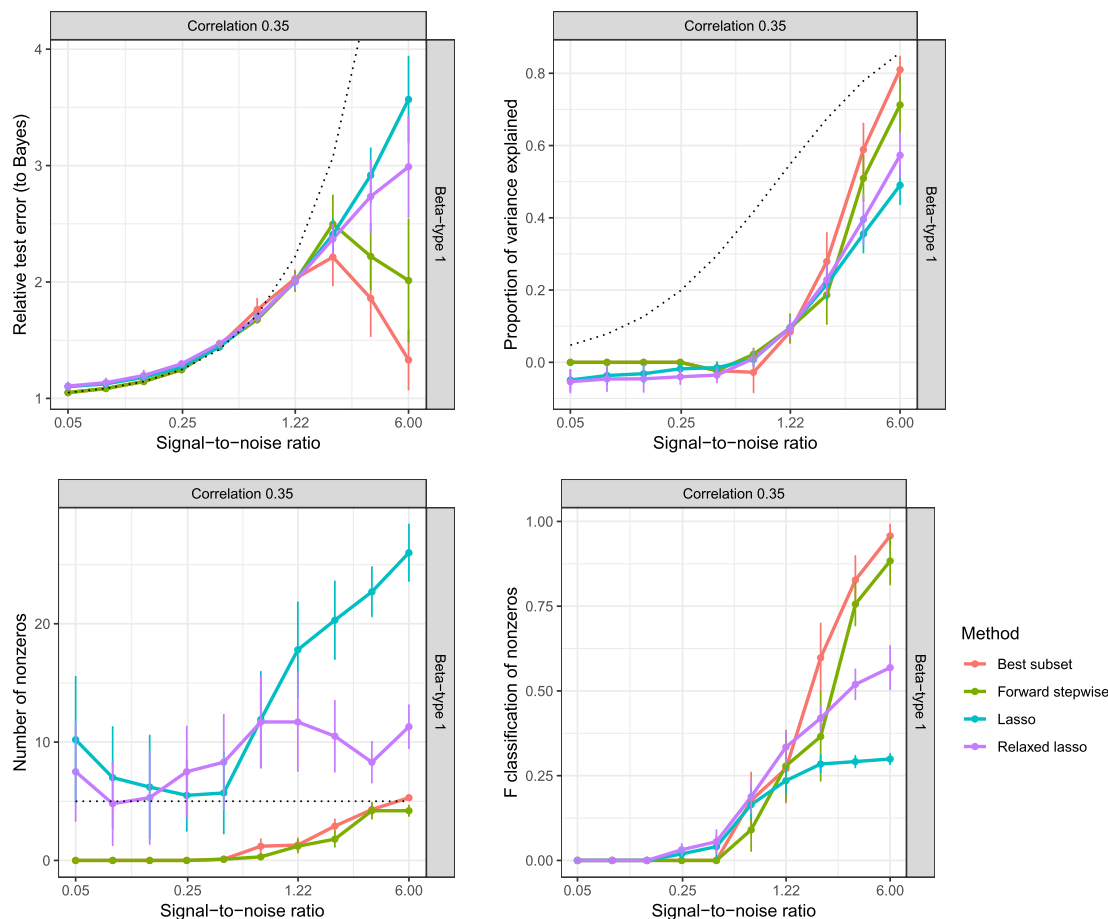 Correlation 0.35
Relative test error (to Bayes)
4
3
2
1
Beta−type 1
0.05
0.25
1.22
6.00
Signal−to−noise ratio
Correlation 0.35
Proportion of variance explained
0.8
0.6
0.4
0.2
0.0
Beta−type 1
0.05
0.25
1.22
6.00
Signal−to−noise ratio
Correlation 0.35
Number of nonzeros
20
10
0
Beta−type 1
0.05
0.25
1.22
6.00
Signal−to−noise ratio
Correlation 0.35
F classification of nonzeros
1.00
0.75
0.50
0.25
0.00
Beta−type 1
0.05
0.25
1.22
6.00
Signal−to−noise ratio
Method
Best subset
Forward stepwise
Lasso
Relaxed lasso